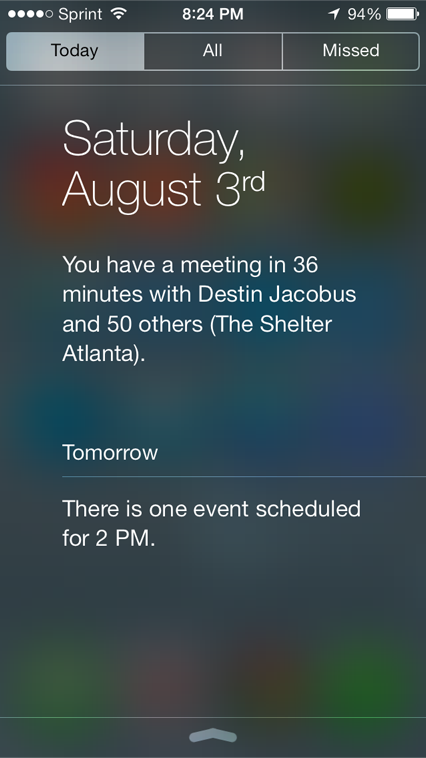 Sprint 8:24 PM 94%
Today All Missed
Saturday,
August 3rd
You have a meeting in 36
minutes with Destin Jacobus
and 50 others (The Shelter
Atlanta).
Tomorrow
There is one event scheduled
for 2 PM.